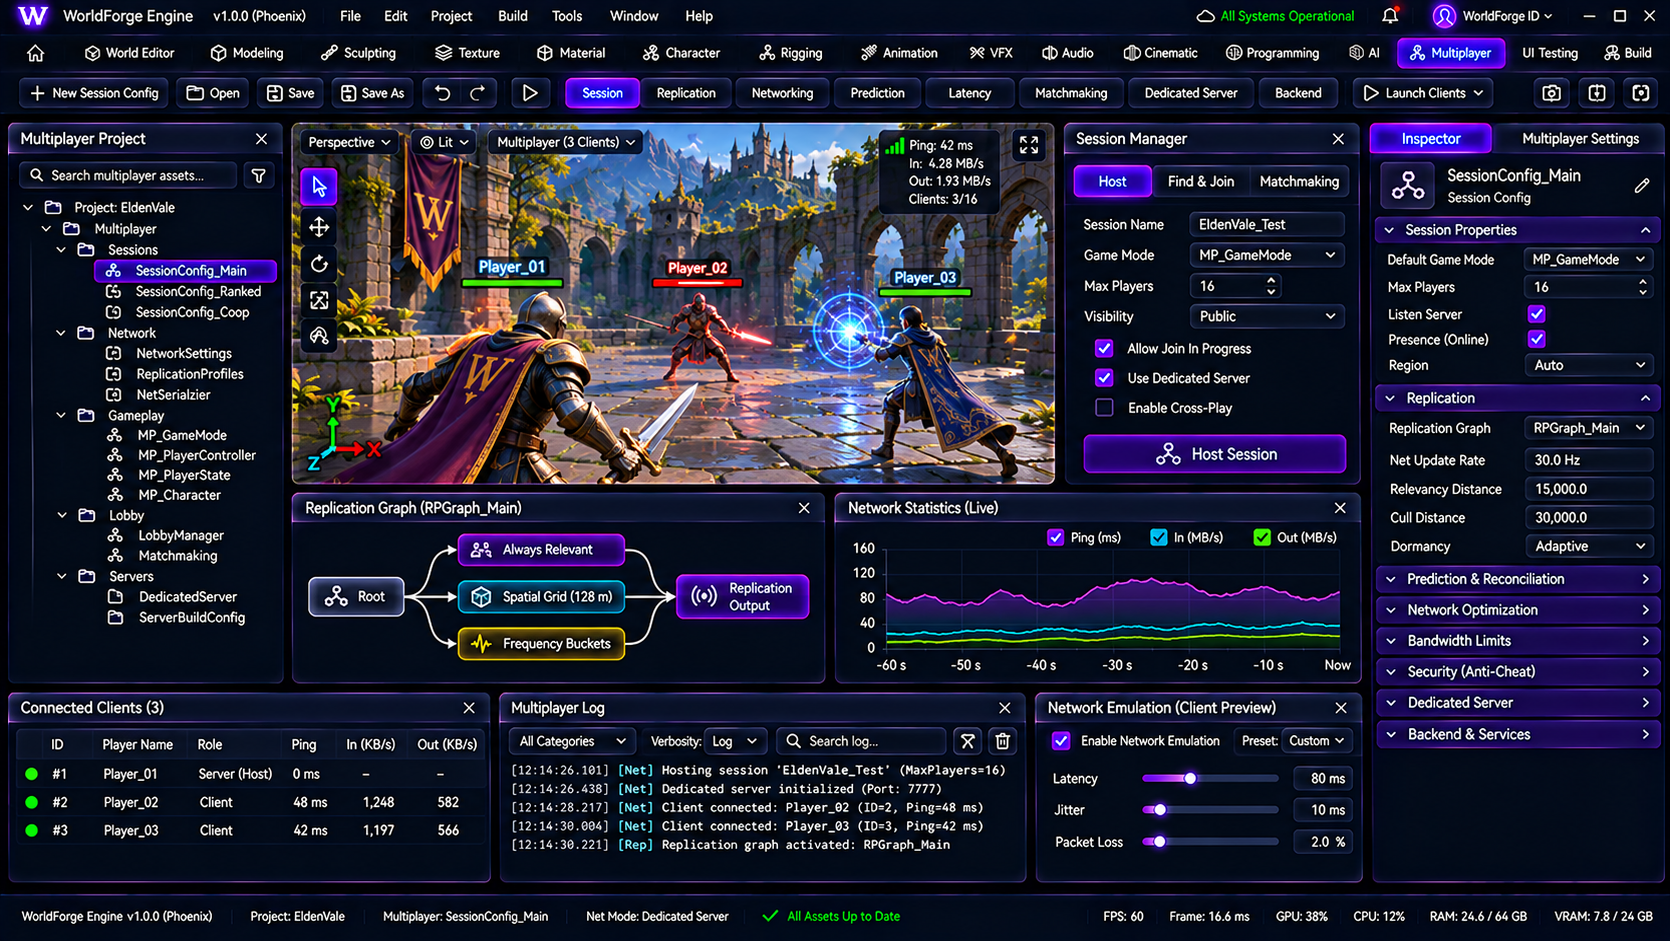 W WorldForge Engine v1.0.0 (Phoenix) File Edit Project Build Tools Window Help All Systems Operational WorldForge ID
World Editor Modeling Sculpting Texture Material Character Rigging Animation VFX Audio Cinematic Programming AI Multiplayer UI Testing Build
New Session Config Open Save Save As Session Replication Networking Prediction Latency Matchmaking Dedicated Server Backend Launch Clients
Multiplayer Project
Search multiplayer assets...
Project: EldenVale
Multiplayer
Sessions
SessionConfig_Main
SessionConfig_Ranked
SessionConfig_Coop
Network
NetworkSettings
ReplicationProfiles
NetSerialzier
Gameplay
MP_GameMode
MP_PlayerController
MP_PlayerState
MP_Character
Lobby
LobbyManager
Matchmaking
Servers
DedicatedServer
ServerBuildConfig
Perspective Lit Multiplayer (3 Clients)
Ping: 42 ms
In: 4.28 MB/s
Out: 1.93 MB/s
Clients: 3/16
W
Player_01
Player_02
Player_03
W
W
Y
X
Z
Session Manager
Host Find & Join Matchmaking
Session Name EldenVale_Test
Game Mode MP_GameMode
Max Players 16
Visibility Public
Allow Join In Progress
Use Dedicated Server
Enable Cross-Play
Host Session
Inspector Multiplayer Settings
SessionConfig_Main
Session Config
Session Properties
Default Game Mode MP_GameMode
Max Players 16
Listen Server
Presence (Online)
Region Auto
Replication
Replication Graph RPGraph_Main
Net Update Rate 30.0 Hz
Relevancy Distance 15,000.0
Cull Distance 30,000.0
Dormancy Adaptive
Prediction & Reconciliation
Network Optimization
Bandwidth Limits
Security (Anti-Cheat)
Dedicated Server
Backend & Services
Replication Graph (RPGraph_Main)
Root
Always Relevant
Spatial Grid (128 m)
Frequency Buckets
Replication
Output
Network Statistics (Live)
Ping (ms) In (MB/s) Out (MB/s)
160
120
80
40
0
-60 s -50 s -40 s -30 s -20 s -10 s Now
Connected Clients (3)
ID Player Name Role Ping In (KB/s) Out (KB/s)
#1 Player_01 Server (Host) 0 ms – –
#2 Player_02 Client 48 ms 1,248 582
#3 Player_03 Client 42 ms 1,197 566
Multiplayer Log
All Categories Verbosity: Log Search log...
[12:14:26.101] [Net] Hosting session 'EldenVale_Test' (MaxPlayers=16)
[12:14:26.438] [Net] Dedicated server initialized (Port: 7777)
[12:14:28.217] [Net] Client connected: Player_02 (ID=2, Ping=48 ms)
[12:14:30.004] [Net] Client connected: Player_03 (ID=3, Ping=42 ms)
[12:14:30.221] [Rep] Replication graph activated: RPGraph_Main
Network Emulation (Client Preview)
Enable Network Emulation Preset: Custom
Latency 80 ms
Jitter 10 ms
Packet Loss 2.0 %
WorldForge Engine v1.0.0 (Phoenix) Project: EldenVale Multiplayer: SessionConfig_Main Net Mode: Dedicated Server All Assets Up to Date FPS: 60 Frame: 16.6 ms GPU: 38% CPU: 12% RAM: 24.6 / 64 GB VRAM: 7.8 / 24 GB